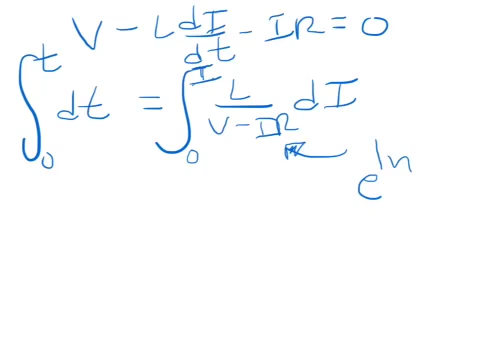 V - L dI/dt - IR = 0
∫₀ᵗ dt = ∫₀ᴵ L/(V - IR) dI
e^ln